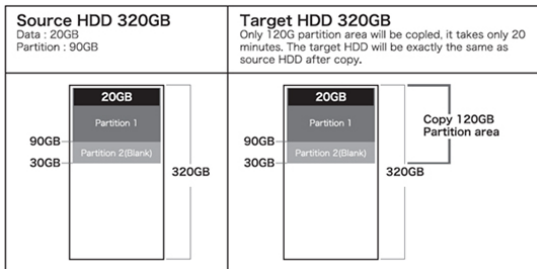 Source HDD 320GB
Data : 20GB
Partition : 90GB
Target HDD 320GB
Only 120G partition area will be copled, it takes only 20
minutes. The target HDD will be exactly the same as
source HDD after copy.
20GB
Partition 1
90GB
Partition 2(Blank)
30GB
320GB
20GB
Partition 1
90GB
Partition 2(Blank)
30GB
320GB
Copy 120GB
Partition area